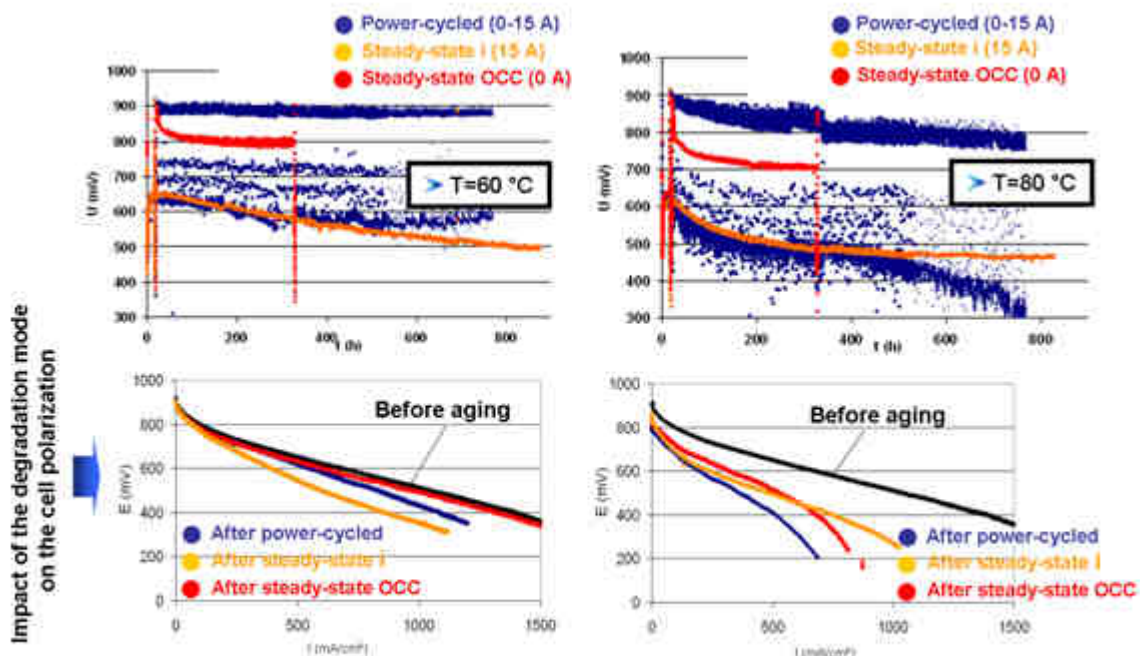 Power-cycled (0-15 A)
Steady-state i (15 A)
Steady-state OCC (0 A)
1000
900
800
700
600
500
400
300
U (mV)
T=60 °C
0
200
400
600
800
t (h)
Power-cycled (0-15 A)
Steady-state i (15 A)
Steady-state OCC (0 A)
1000
900
800
700
600
500
400
300
U (mV)
T=80 °C
0
200
400
600
800
t (h)
Impact of the degradation mode
on the cell polarization
1000
800
600
400
200
0
E (mV)
Before aging
After power-cycled
After steady-state i
After steady-state OCC
0
500
1000
1500
I (mA/cm²)
1000
800
600
400
200
0
E (mV)
Before aging
After power-cycled
After steady-state i
After steady-state OCC
0
500
1000
1500
I (mA/cm²)